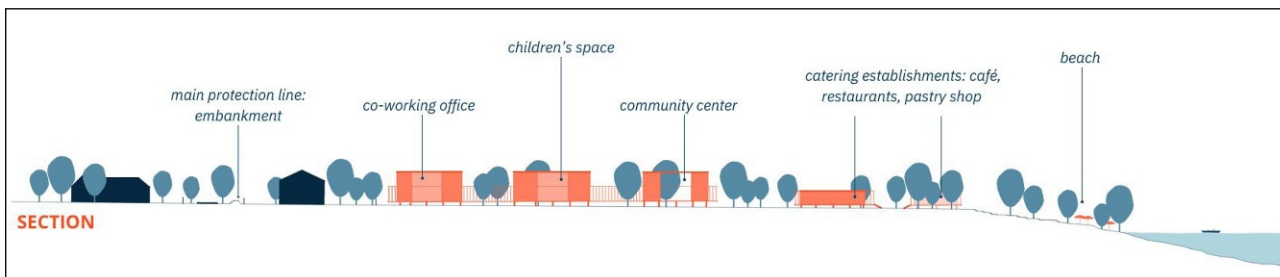 children's space
beach
catering establishments: café,
restaurants, pastry shop
main protection line:
embankment
co-working office
community center
SECTION